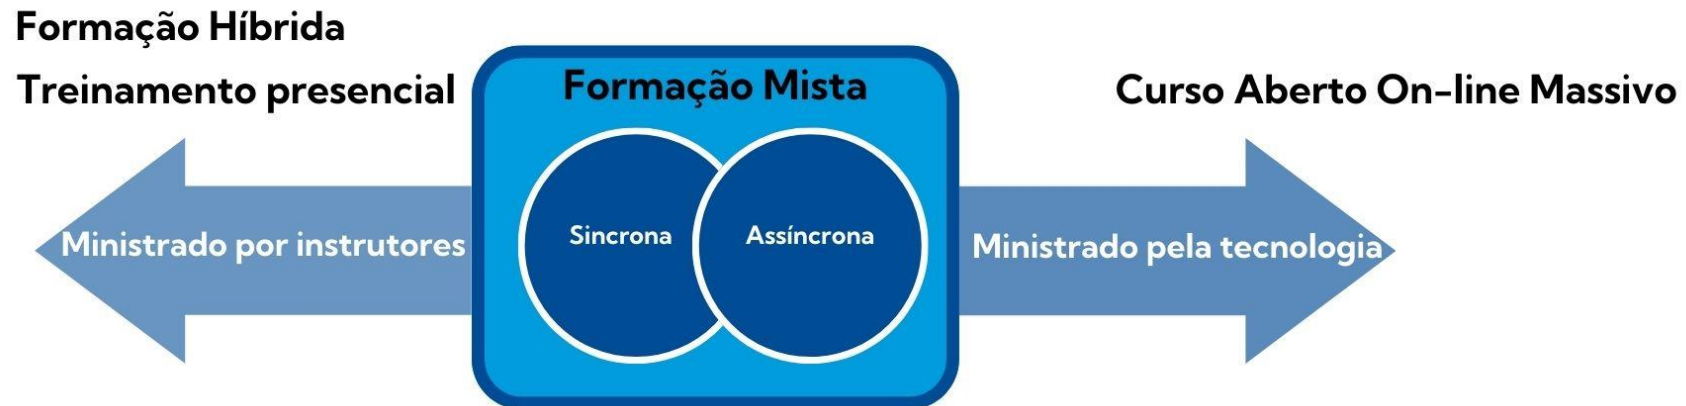 Formação Híbrida
Treinamento presencial
Formação Mista
Curso Aberto On-line Massivo
Ministrado por instrutores
Sincrona
Assíncrona
Ministrado pela tecnologia